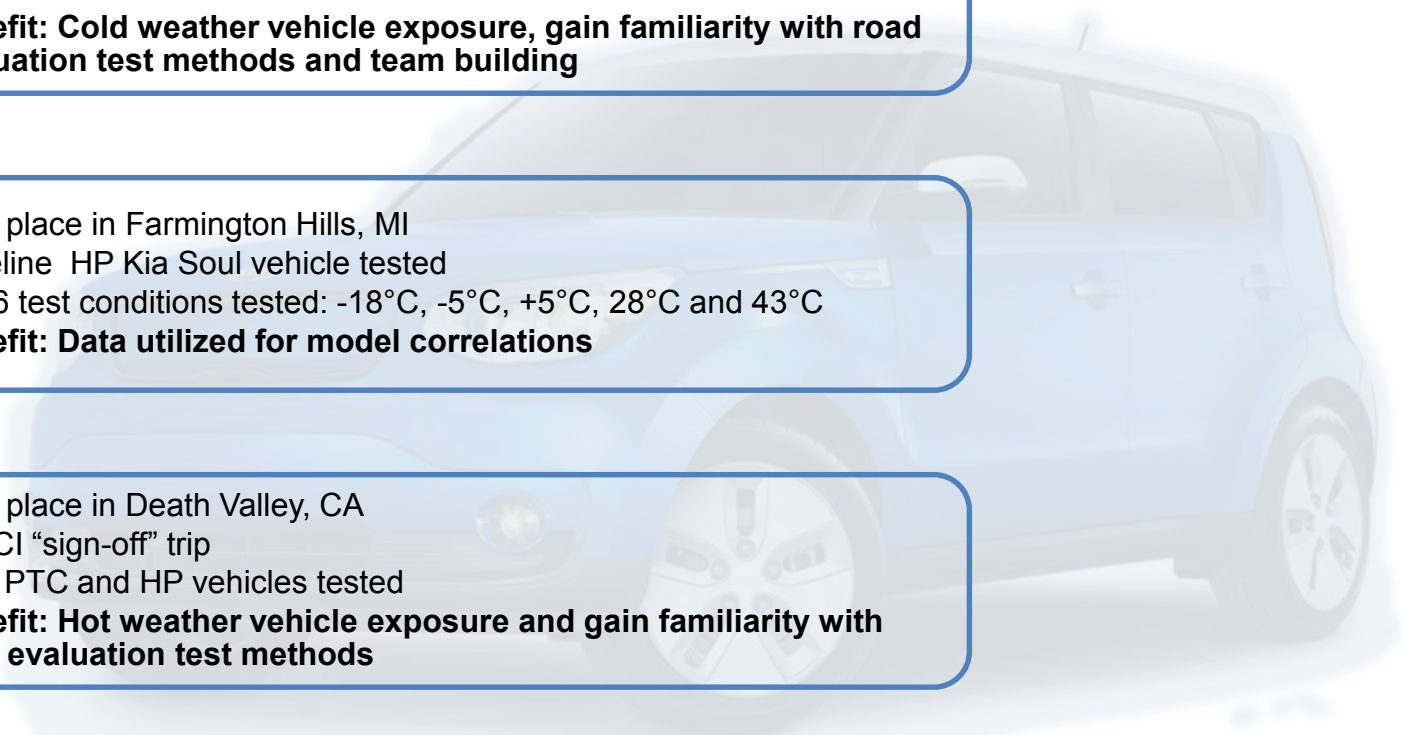 efit: Cold weather vehicle exposure, gain familiarity with road
uation test methods and team building
place in Farmington Hills, MI
eline HP Kia Soul vehicle tested
6 test conditions tested: -18°C, -5°C, +5°C, 28°C and 43°C
efit: Data utilized for model correlations
place in Death Valley, CA
CI “sign-off” trip
PTC and HP vehicles tested
efit: Hot weather vehicle exposure and gain familiarity with
evaluation test methods